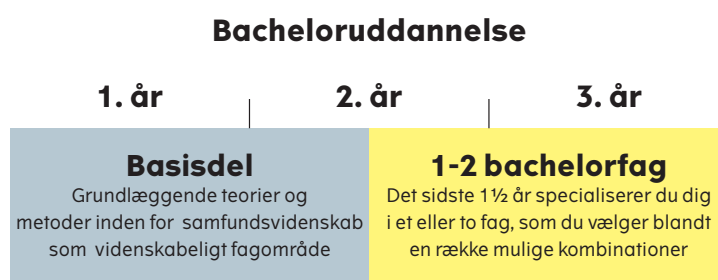 Bacheloruddannelse
1. år 2. år 3. år
Basisdel
Grundlæggende teorier og
metoder inden for samfundsvidenskab
som videnskabeligt fagområde
1-2 bachelorfag
Det sidste 1½ år specialiserer du dig
i et eller to fag, som du vælger blandt
en række mulige kombinationer